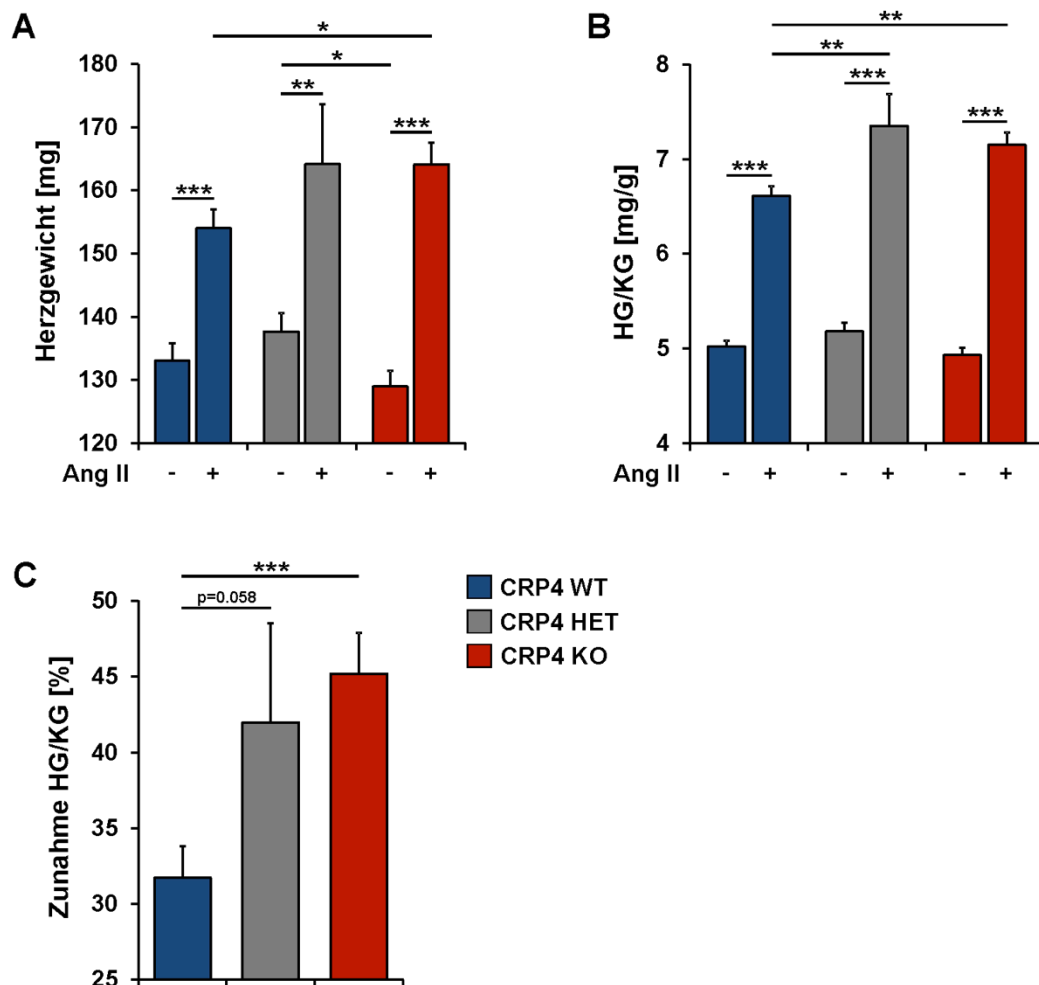 A
*
*
**
***
***
180
170
160
150
140
130
120
Herzgewicht [mg]
Ang II - + - + - +
B
**
**
***
***
***
8
7
6
5
4
HG/KG [mg/g]
Ang II - + - + - +
C
***
p=0.058
50
45
40
35
30
25
Zunahme HG/KG [%]
CRP4 WT
CRP4 HET
CRP4 KO